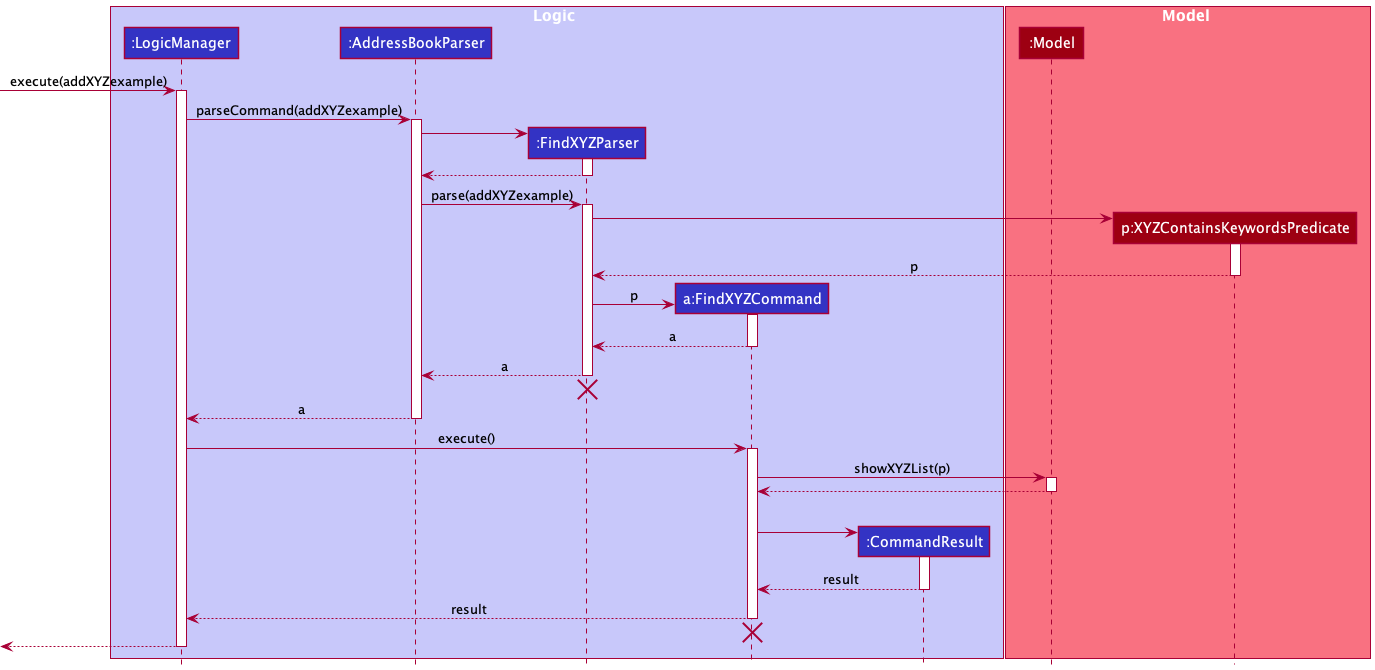 Logic
Model
:LogicManager
:AddressBookParser
:Model
execute(addXYZexample)
parseCommand(addXYZexample)
:FindXYZParser
parse(addXYZexample)
p:XYZContainsKeywordsPredicate
p
p
a:FindXYZCommand
a
a
a
execute()
showXYZList(p)
:CommandResult
result
result